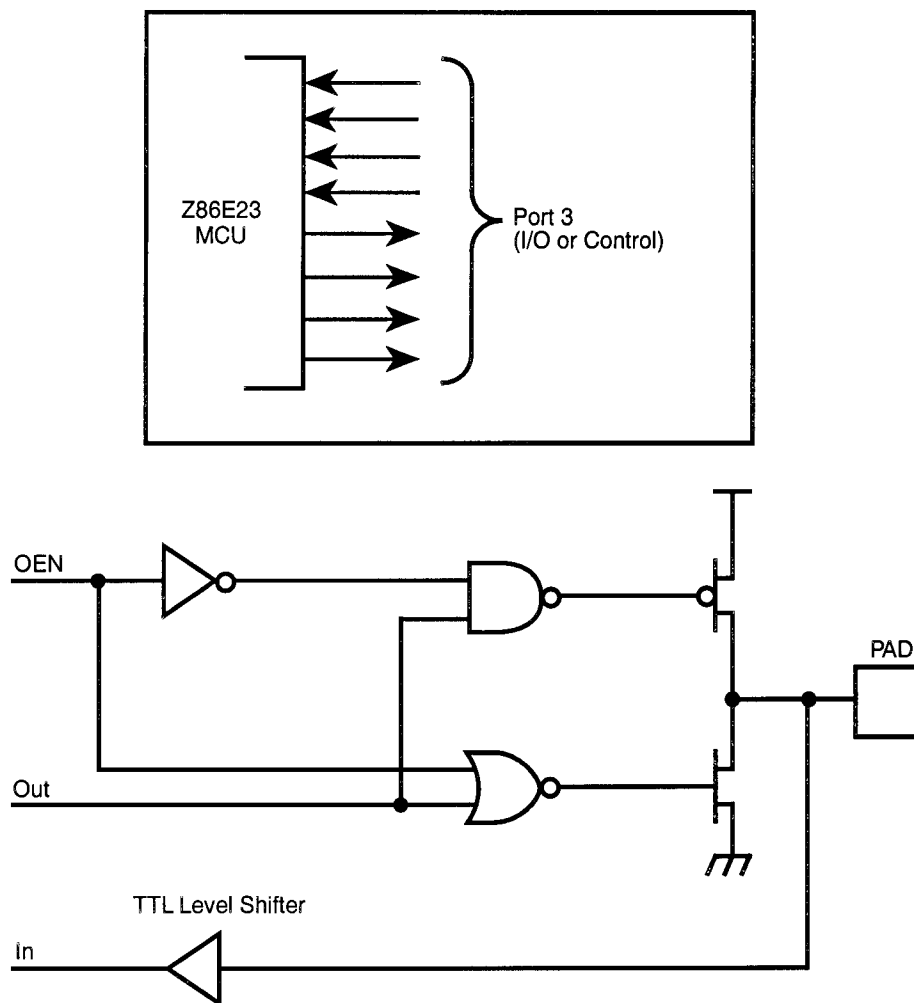 Z86E23
MCU
Port 3
(I/O or Control)
OEN
PAD
Out
TTL Level Shifter
In